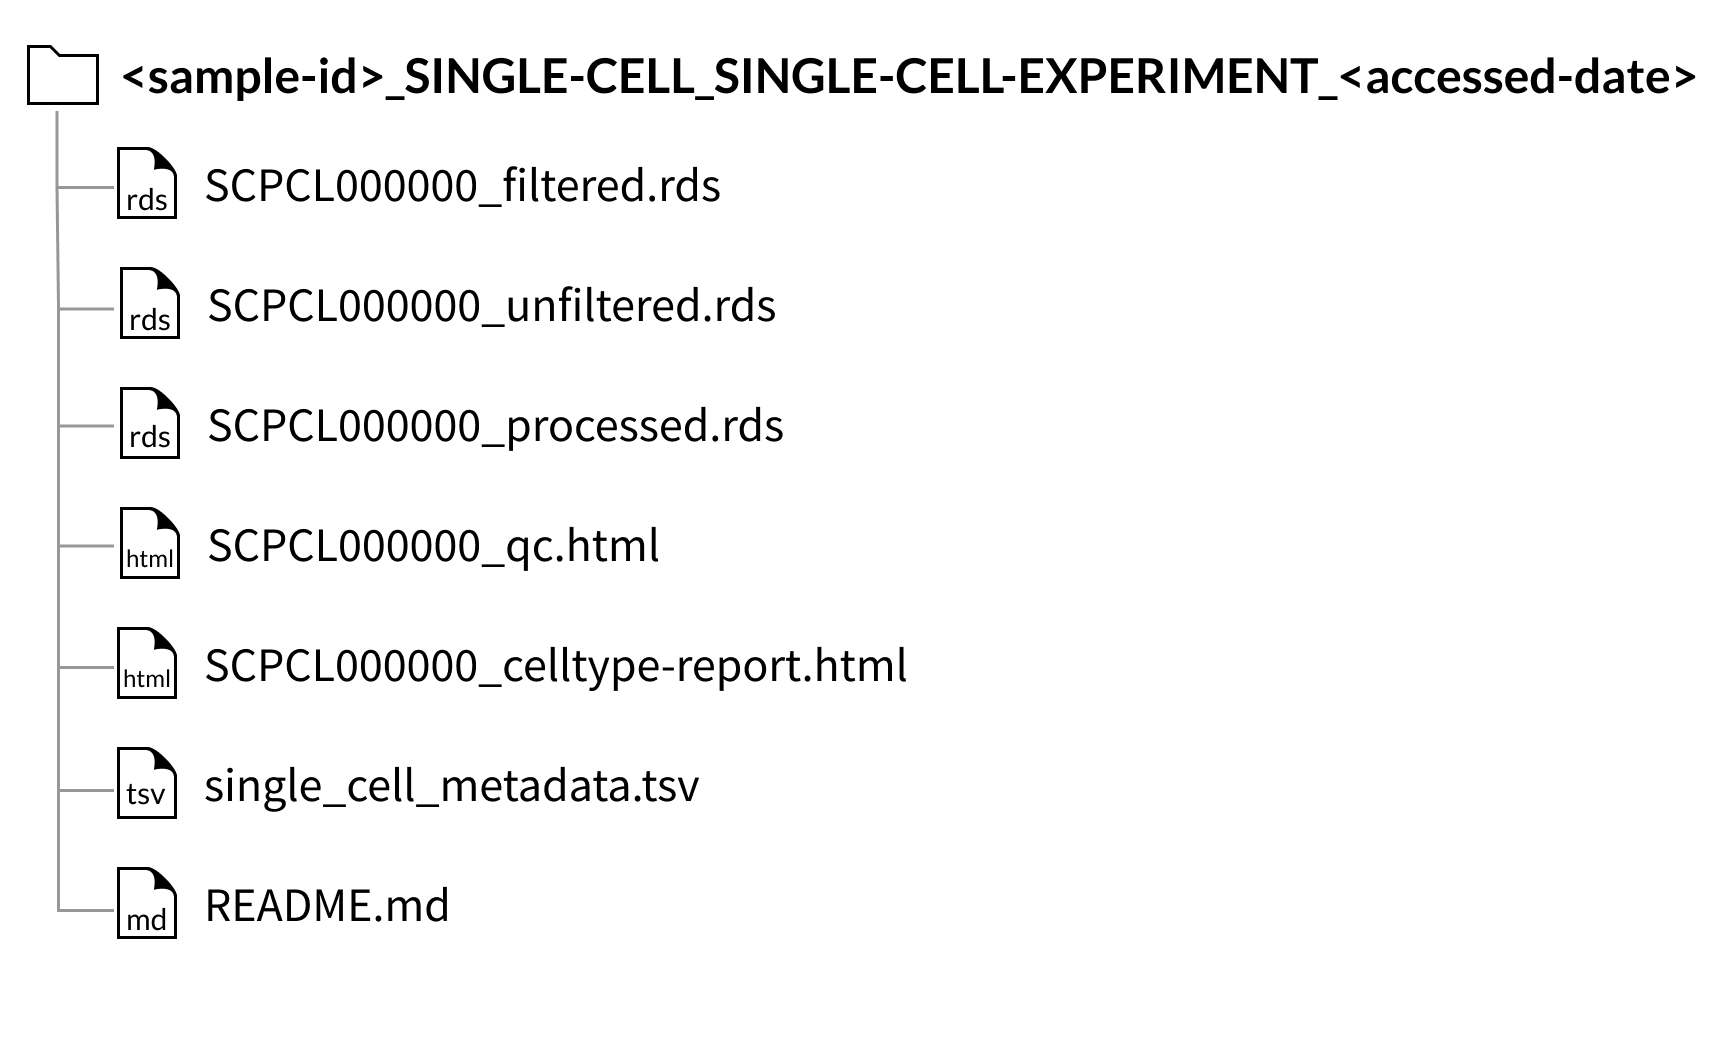 <sample-id>_SINGLE-CELL_SINGLE-CELL-EXPERIMENT_<accessed-date>
rds SCPCL000000_filtered.rds
rds SCPCL000000_unfiltered.rds
rds SCPCL000000_processed.rds
html SCPCL000000_qc.html
html SCPCL000000_celltype-report.html
tsv single_cell_metadata.tsv
md README.md